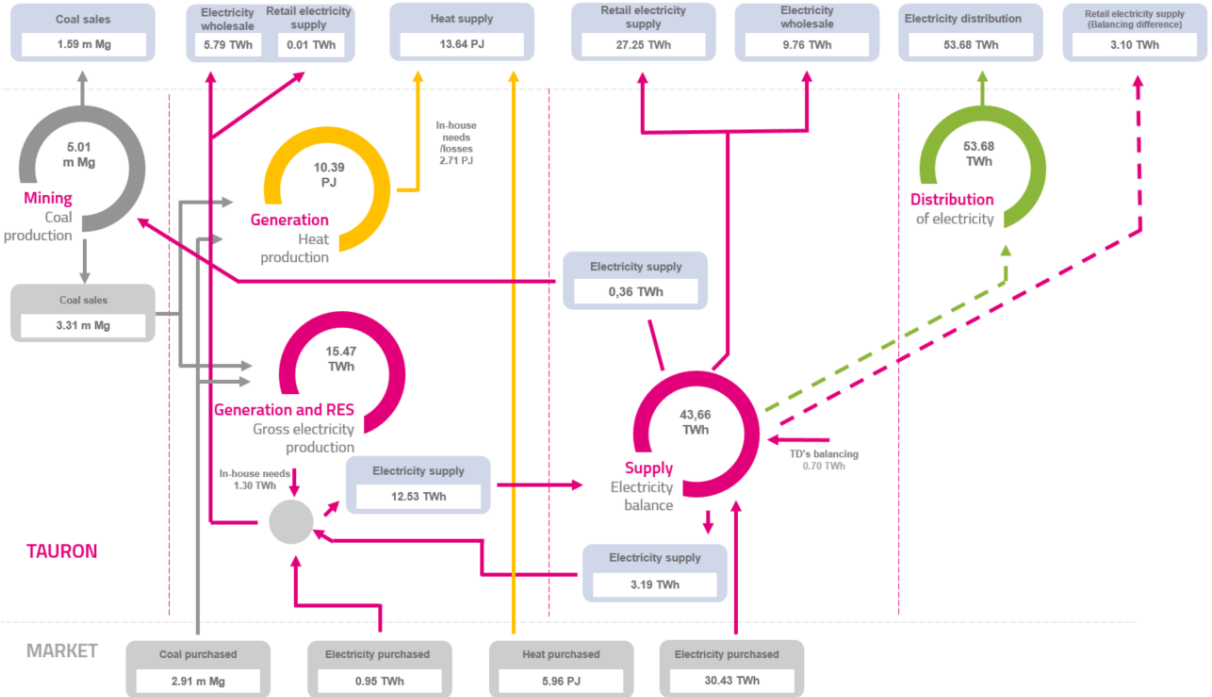 Coal sales
1.59 m Mg
Electricity
wholesale
5.79 TWh
Retail electricity
supply
0.01 TWh
Heat supply
13.64 PJ
Retail electricity
supply
27.25 TWh
Electricity
wholesale
9.76 TWh
Electricity distribution
53.68 TWh
Retail electricity supply
(Balancing difference)
3.10 TWh
5.01
m Mg
Mining
Coal
production
10.39
PJ
Generation
Heat
production
In-house
needs
/losses
2.71 PJ
53.68
TWh
Distribution
of electricity
Coal sales
3.31 m Mg
Electricity supply
0,36 TWh
15.47
TWh
Generation and RES
Gross electricity
production
43,66
TWh
Supply
Electricity
balance
TD's balancing
0.70 TWh
In-house needs
1.30 TWh
Electricity supply
12.53 TWh
Electricity supply
3.19 TWh
TAURON
MARKET
Coal purchased
2.91 m Mg
Electricity purchased
0.95 TWh
Heat purchased
5.96 PJ
Electricity purchased
30.43 TWh